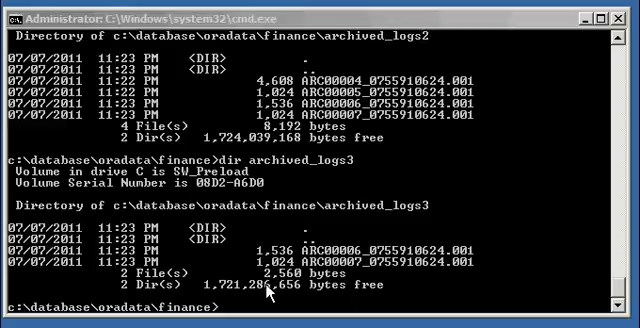 Administrator: C:\Windows\system32\cmd.exe
Directory of c:\database\oradata\finance\archived_logs2
07/07/2011 11:23 PM <DIR> .
07/07/2011 11:23 PM <DIR> ..
07/07/2011 11:22 PM 4,608 ARC00004_0755910624.001
07/07/2011 11:22 PM 1,024 ARC00005_0755910624.001
07/07/2011 11:23 PM 1,536 ARC00006_0755910624.001
07/07/2011 11:23 PM 1,024 ARC00007_0755910624.001
4 File(s) 8,192 bytes
2 Dir(s) 1,724,039,168 bytes free
c:\database\oradata\finance>dir archived_logs3
Volume in drive C is SW_Preload
Volume Serial Number is 08D2-A6D0
Directory of c:\database\oradata\finance\archived_logs3
07/07/2011 11:23 PM <DIR> .
07/07/2011 11:23 PM <DIR> ..
07/07/2011 11:23 PM 1,536 ARC00006_0755910624.001
07/07/2011 11:23 PM 1,024 ARC00007_0755910624.001
2 File(s) 2,560 bytes
2 Dir(s) 1,721,286,656 bytes free
c:\database\oradata\finance>